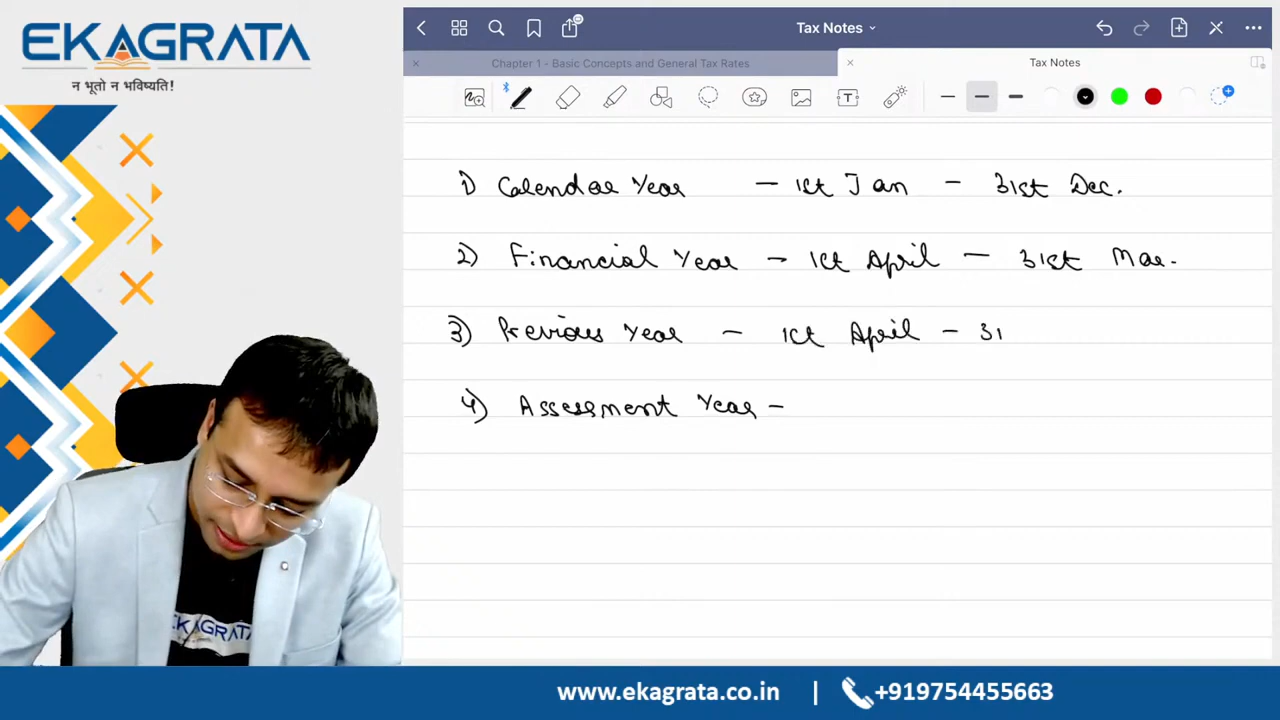 EKAGRATA
न भूतो न भविष्यति!
Tax Notes
Chapter 1 - Basic Concepts and General Tax Rates
Tax Notes
T
1) Calendar Year - 1st Jan - 31st Dec.
2) Financial Year - 1st April - 31st Mar.
3) Previous Year - 1st April - 31
4) Assessment Year -
EKAGRATA
www.ekagrata.co.in | +919754455663